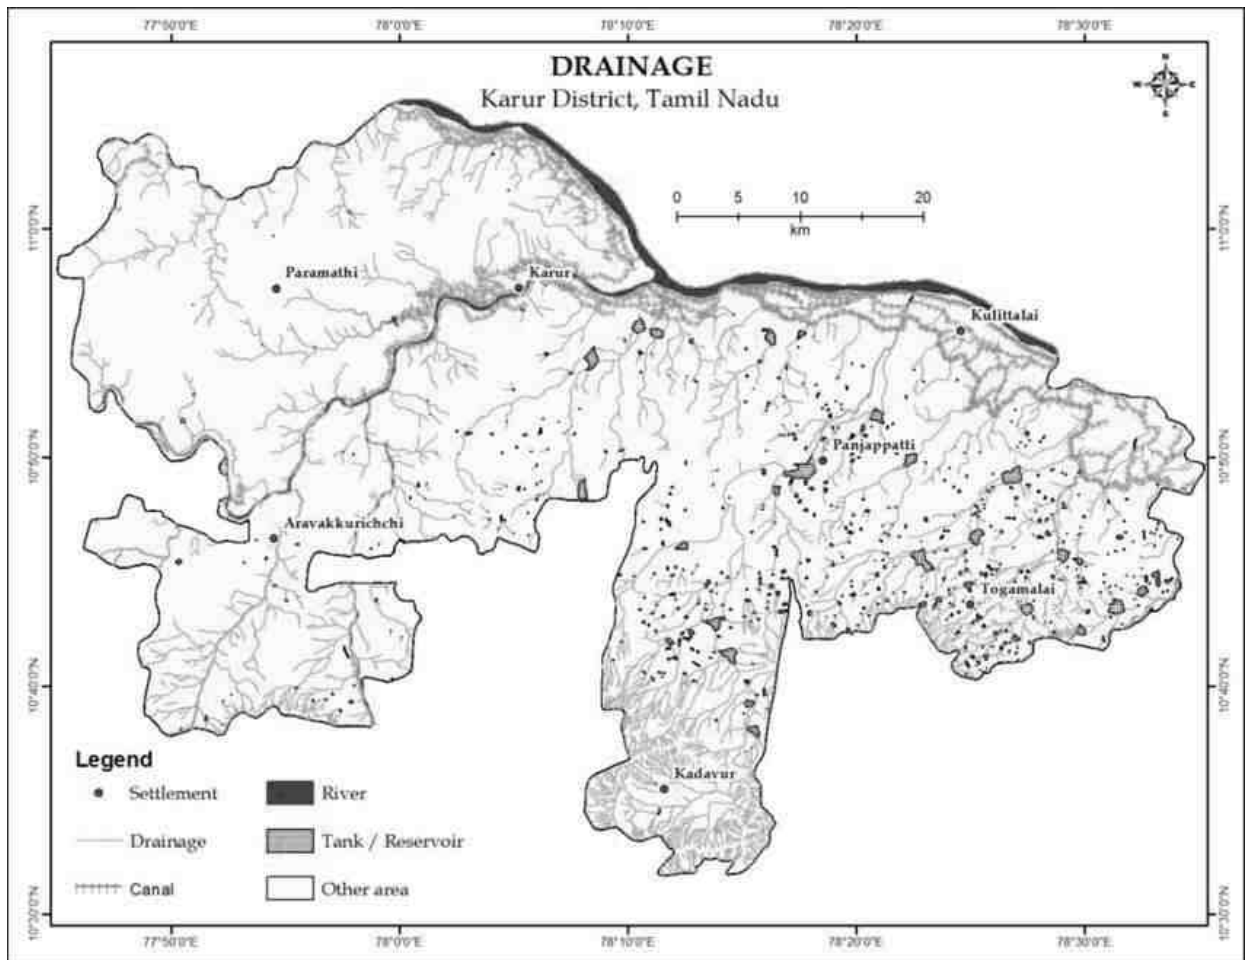 77°50'0"E 78°0'0"E 78°10'0"E 78°20'0"E 78°30'0"E
DRAINAGE
Karur District, Tamil Nadu
N
W E
S
0 5 10 20
km
11°0'0"N 11°0'0"N
Paramathi
Karur
Kulittalai
Panjappatti
10°50'0"N 10°50'0"N
Aravakkurichchi
Togamalai
10°40'0"N 10°40'0"N
Kadavur
Legend
Settlement
River
Drainage
Tank / Reservoir
Canal
Other area
10°30'0"N 10°30'0"N
77°50'0"E 78°0'0"E 78°10'0"E 78°20'0"E 78°30'0"E